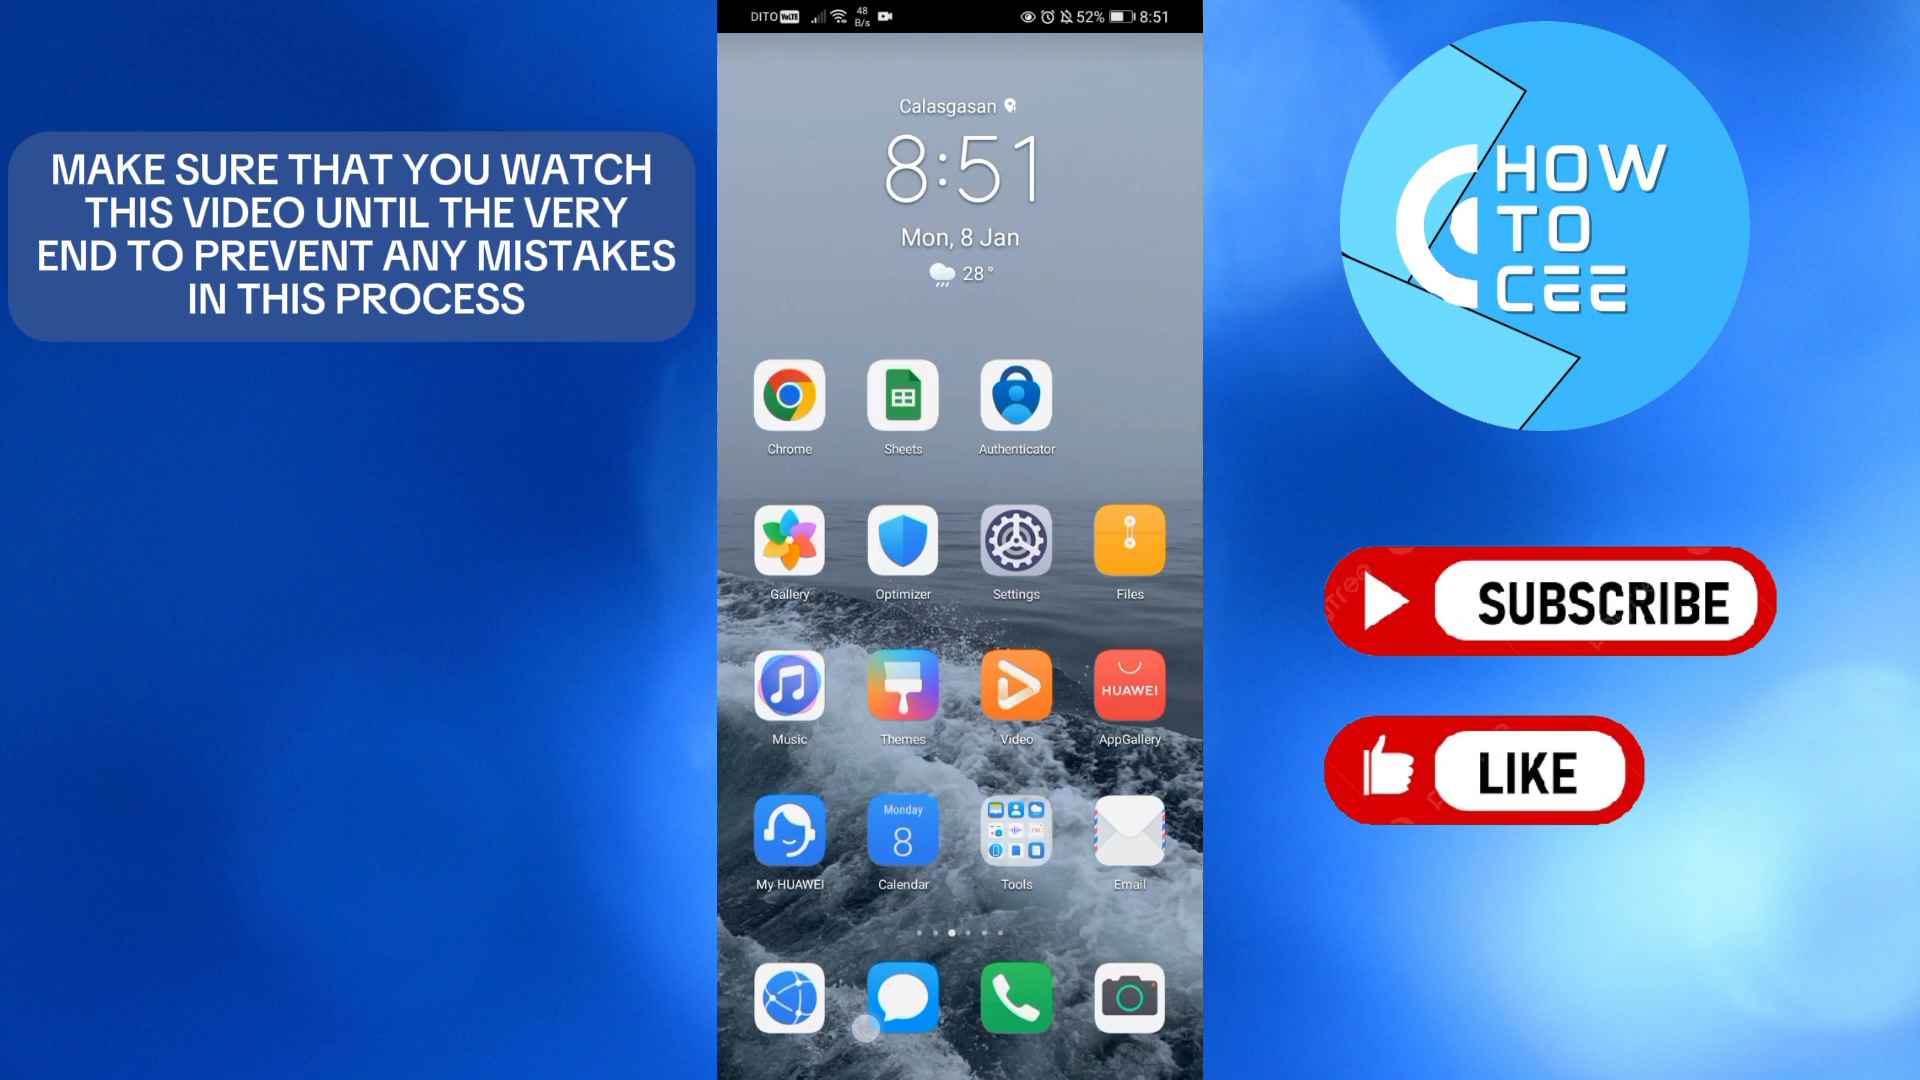 MAKE SURE THAT YOU WATCH
THIS VIDEO UNTIL THE VERY
END TO PREVENT ANY MISTAKES
IN THIS PROCESS
DITO VoLTE 48 B/s 52% 8:51
Calasgasan
8:51
Mon, 8 Jan
28°
Chrome Sheets Authenticator
Gallery Optimizer Settings Files
HUAWEI
Music Themes Video AppGallery
Monday
8
My HUAWEI Calendar Tools Email
HOW
TO
CEE
SUBSCRIBE
LIKE